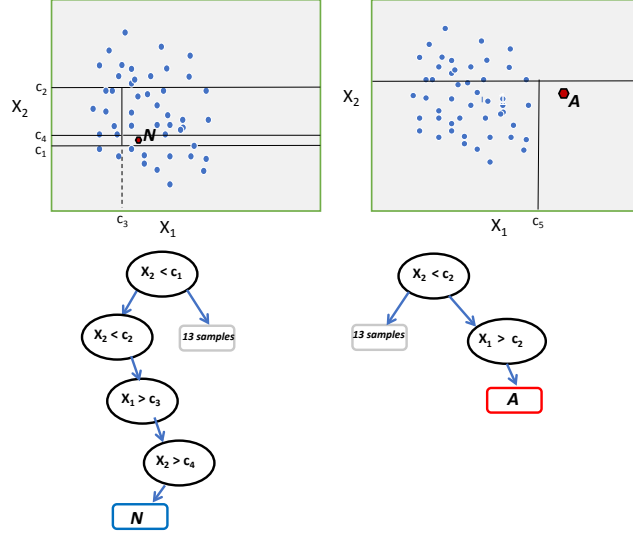 c₂
X₂
N
c₄
c₁
c₃
X₁
X₂
A
X₁
c₅
X₂ < c₁
X₂ < c₂
13 samples
X₁ > c₃
X₂ > c₄
N
X₂ < c₂
13 samples
X₁ > c₂
A